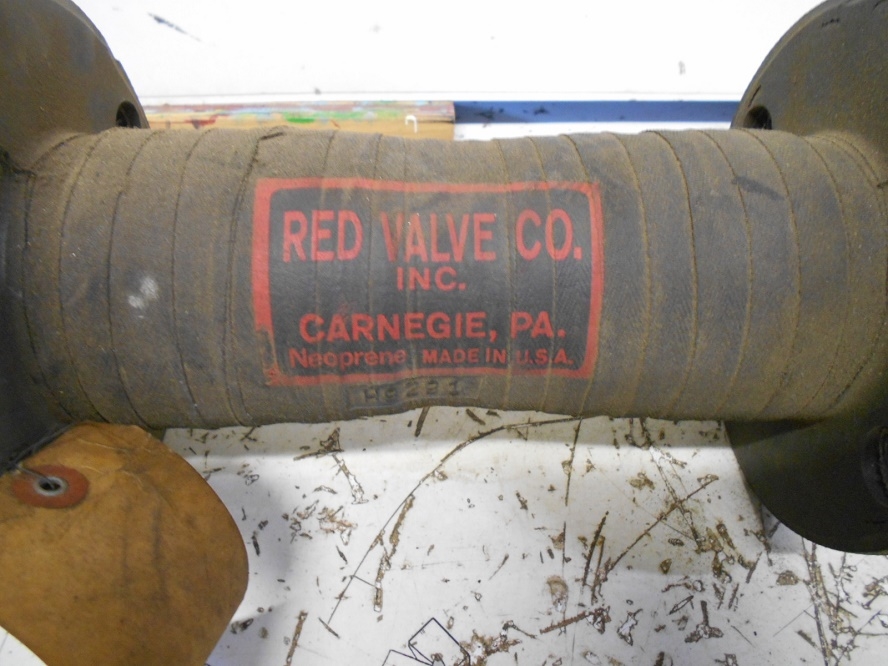 RED VALVE CO.
INC.
CARNEGIE, PA.
Neoprene MADE IN U.S.A.